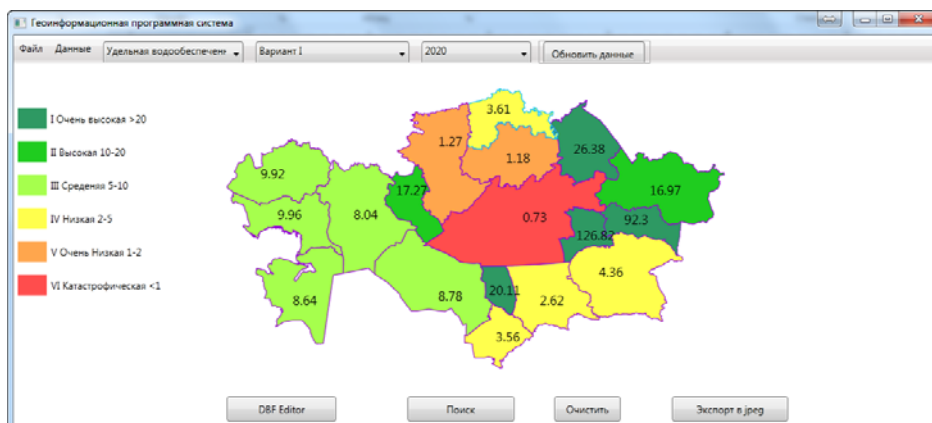 Геоинформационная программная система
Файл Данные Удельная водообеспечен Вариант I 2020 Обновить данные
I Очень высокая >20
II Высокая 10-20
III Среденяя 5-10
IV Низкая 2-5
V Очень Низкая 1-2
VI Катастрофическая <1
3.61
1.27
1.18
26.38
9.92
17.27
16.97
9.96
8.04
0.73
92.3
126.82
4.36
8.64
8.78
20.11
2.62
3.56
DBF Editor Поиск Очистить Экспорт в jpeg